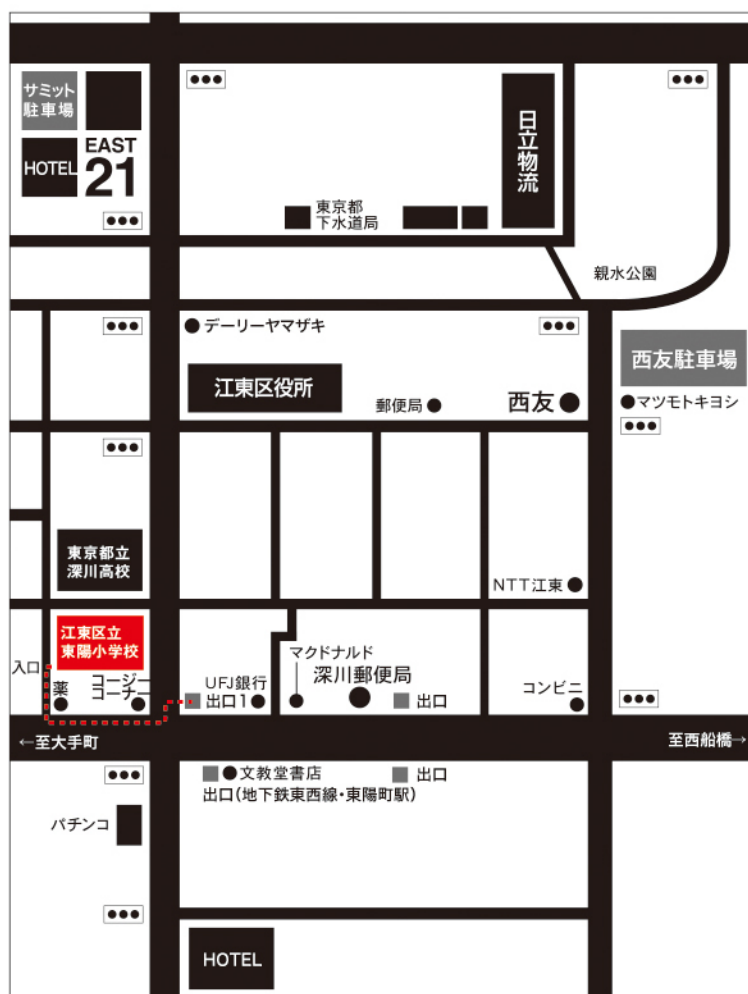 サミット
駐車場
HOTEL
EAST
21
日立物流
東京都
下水道局
親水公園
デーリーヤマザキ
江東区役所
郵便局
西友
西友駐車場
マツモトキヨシ
東京都立
深川高校
NTT江東
江東区立
東陽小学校
入口
薬
コージー
コーナー
UFJ銀行
出口1
マクドナルド
深川郵便局
出口
コンビニ
←至大手町
至西船橋→
文教堂書店
出口
出口(地下鉄東西線・東陽町駅)
パチンコ
HOTEL